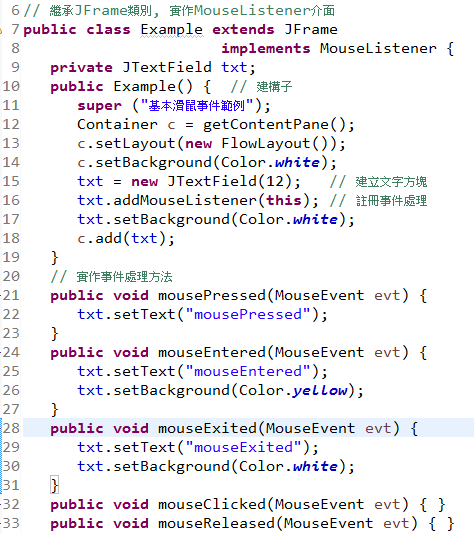 6 // 繼承JFrame類別, 實作MouseListener介面
7 public class Example extends JFrame
8                         implements MouseListener {
9    private JTextField txt;
10    public Example() {  // 建構子
11       super ("基本滑鼠事件範例");
12       Container c = getContentPane();
13       c.setLayout(new FlowLayout());
14       c.setBackground(Color.white);
15       txt = new JTextField(12);   // 建立文字方塊
16       txt.addMouseListener(this); // 註冊事件處理
17       txt.setBackground(Color.white);
18       c.add(txt);
19    }
20    // 實作事件處理方法
21    public void mousePressed(MouseEvent evt) {
22       txt.setText("mousePressed");
23    }
24    public void mouseEntered(MouseEvent evt) {
25       txt.setText("mouseEntered");
26       txt.setBackground(Color.yellow);
27    }
28    public void mouseExited(MouseEvent evt) {
29       txt.setText("mouseExited");
30       txt.setBackground(Color.white);
31    }
32    public void mouseClicked(MouseEvent evt) { }
33    public void mouseReleased(MouseEvent evt) { }